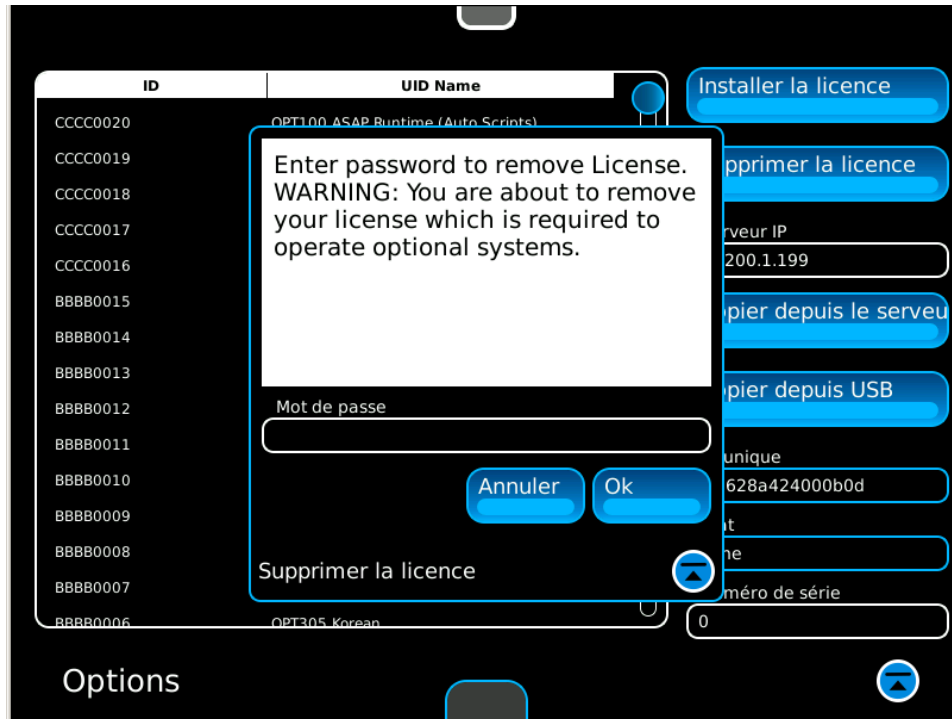 ID UID Name
CCCC0020 OPT100 ASAP Runtime (Auto Scripts)
CCCC0019
CCCC0018
CCCC0017
CCCC0016
BBBB0015
BBBB0014
BBBB0013
BBBB0012
BBBB0011
BBBB0010
BBBB0009
BBBB0008
BBBB0007
BBBB0006 OPT305 Korean
Enter password to remove License.
WARNING: You are about to remove
your license which is required to
operate optional systems.
Mot de passe
Annuler Ok
Supprimer la licence
Installer la licence
pprimer la licence
rveur IP
200.1.199
pier depuis le serveu
pier depuis USB
unique
628a424000b0d
méro de série
0
Options